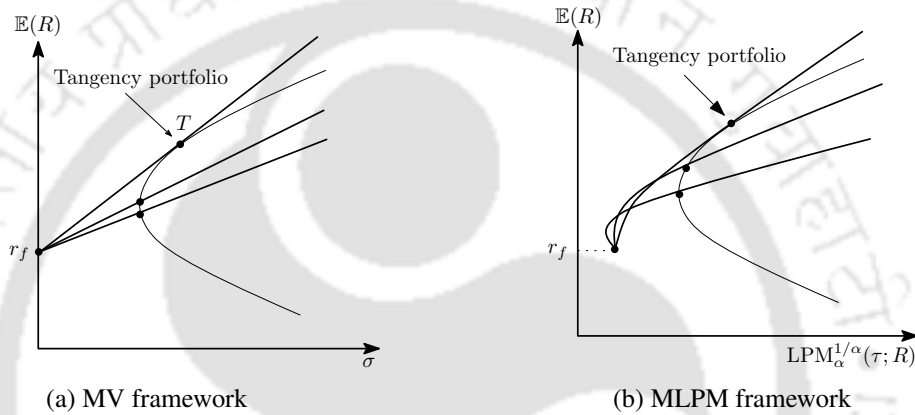 𝔼(R)
Tangency portfolio
T
r_f
σ
(a) MV framework
𝔼(R)
Tangency portfolio
r_f
LPM_α^{1/α}(τ; R)
(b) MLPM framework